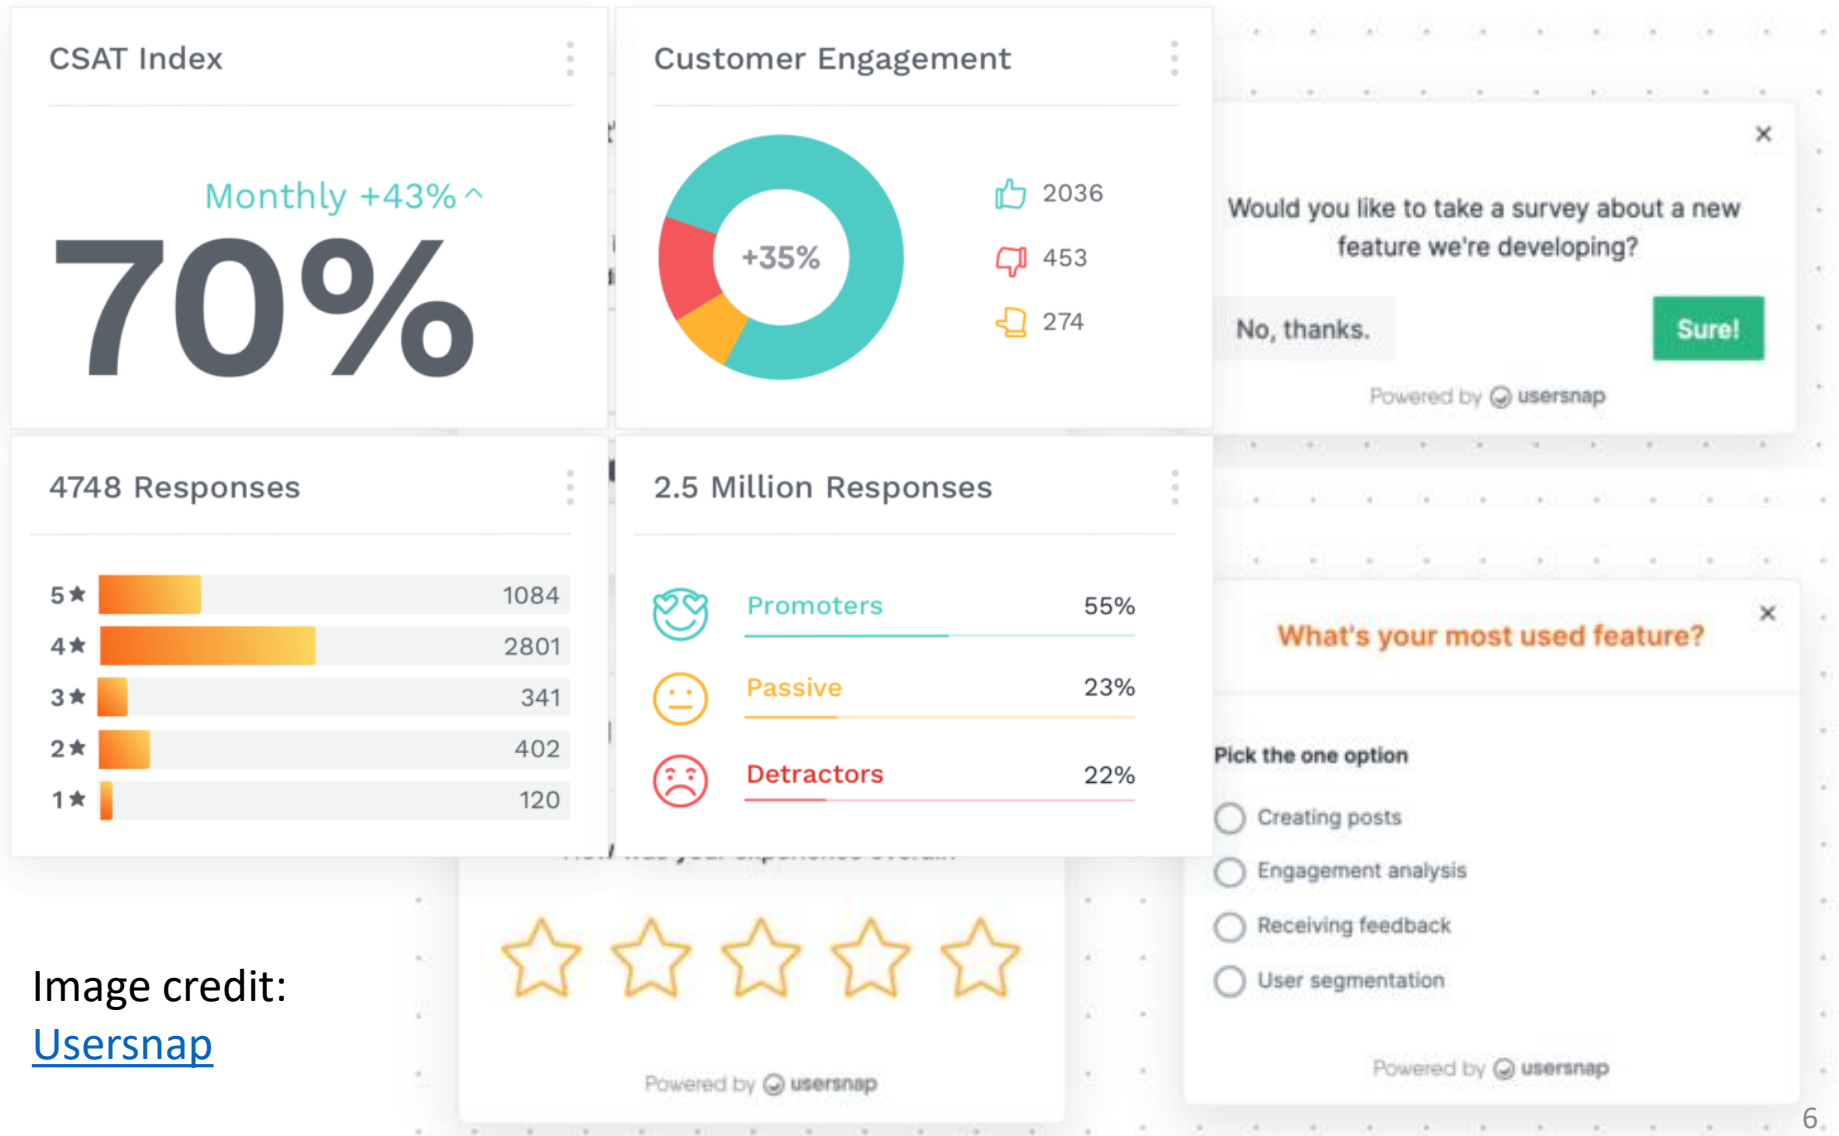 CSAT Index
Monthly +43%
70%
Customer Engagement
+35%
2036
453
274
Would you like to take a survey about a new
feature we're developing?
No, thanks.
Sure!
Powered by usersnap
4748 Responses
5★ 1084
4★ 2801
3★ 341
2★ 402
1★ 120
2.5 Million Responses
Promoters 55%
Passive 23%
Detractors 22%
What's your most used feature?
Pick the one option
Creating posts
Engagement analysis
Receiving feedback
User segmentation
Powered by usersnap
Powered by usersnap
Image credit:
Usersnap
6